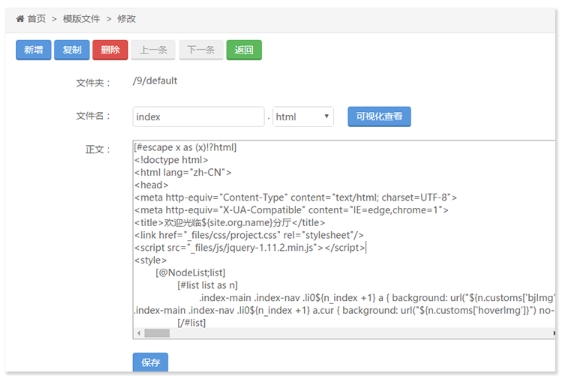 首页 > 模版文件 > 修改
新增 复制 删除 上一条 下一条 返回
文件夹： /9/default
文件名： index . html 可视化查看
正文： [#escape x as (x)!?html]
<!doctype html>
<html lang="zh-CN">
<head>
<meta http-equiv="Content-Type" content="text/html; charset=UTF-8">
<meta http-equiv="X-UA-Compatible" content="IE=edge,chrome=1">
<title>欢迎光临${site.org.name}分厅</title>
<link href="_files/css/project.css" rel="stylesheet"/>
<script src="_files/js/jquery-1.11.2.min.js"></script>
<style>
[@NodeList;list]
[#list list as n]
.index-main .index-nav .li0${n_index +1} a { background: url("${n.customs['bjImg'
.index-main .index-nav .li0${n_index +1} a.cur { background: url("${n.customs['hoverImg']}") no-
[/#list]
保存